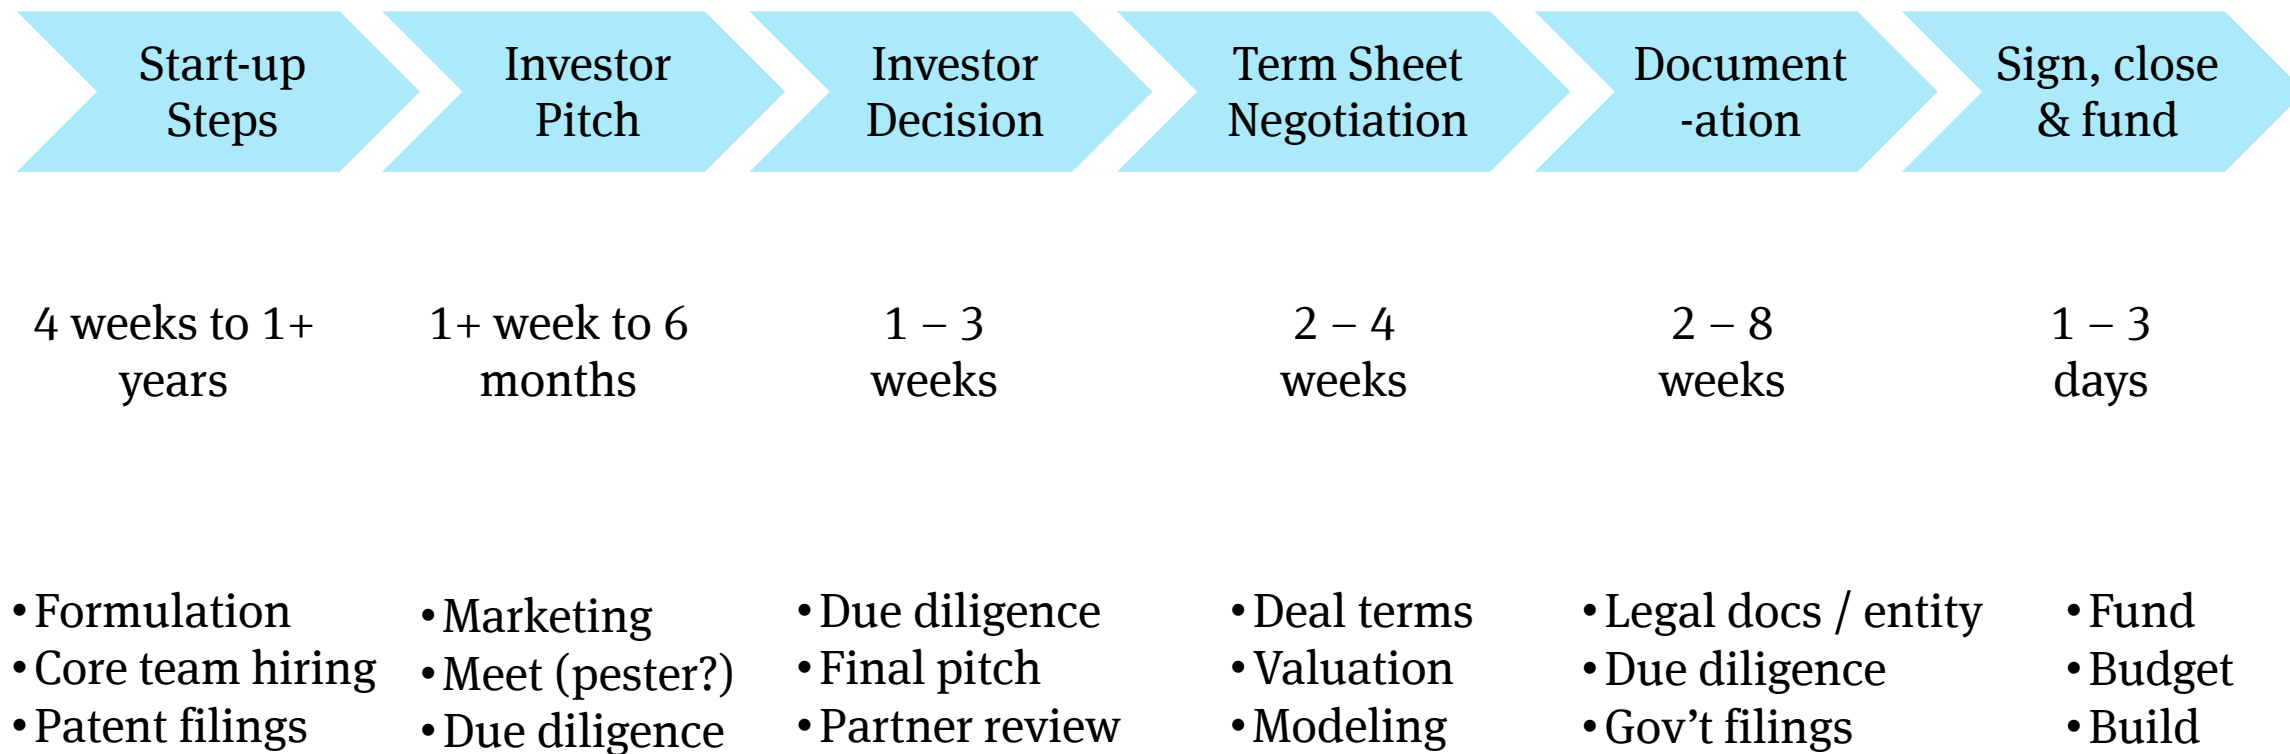 Start-up
Steps
Investor
Pitch
Investor
Decision
Term Sheet
Negotiation
Document
-ation
Sign, close
& fund
4 weeks to 1+
years
1+ week to 6
months
1 – 3
weeks
2 – 4
weeks
2 – 8
weeks
1 – 3
days
• Formulation
• Core team hiring
• Patent filings
• Marketing
• Meet (pester?)
• Due diligence
• Due diligence
• Final pitch
• Partner review
• Deal terms
• Valuation
• Modeling
• Legal docs / entity
• Due diligence
• Gov’t filings
• Fund
• Budget
• Build